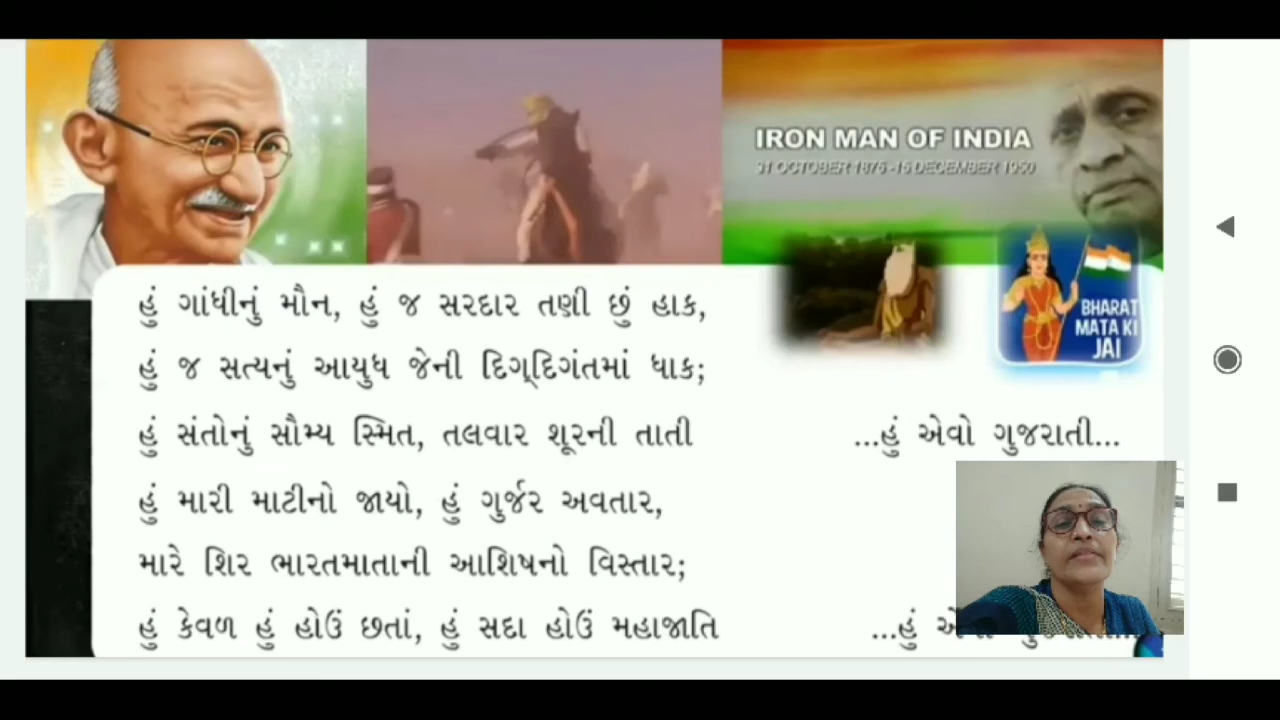 IRON MAN OF INDIA
31 OCTOBER 1875 -15 DECEMBER 1950
હું ગાંધીનું મૌન, હું જ સરદાર તણી છું હાક,
BHARAT
MATA KI
JAI
હું જ સત્યનું આયુધ જેની દિગ્દિગંતમાં ધાક;
હું સંતોનું સૌમ્ય સ્મિત, તલવાર શૂરની તાતી ...હું એવો ગુજરાતી...
હું મારી માટીનો જાયો, હું ગુર્જર અવતાર,
મારે શિર ભારતમાતાની આશિષનો વિસ્તાર;
હું કેવળ હું હોઉં છતાં, હું સદા હોઉં મહાજાતિ ...હું